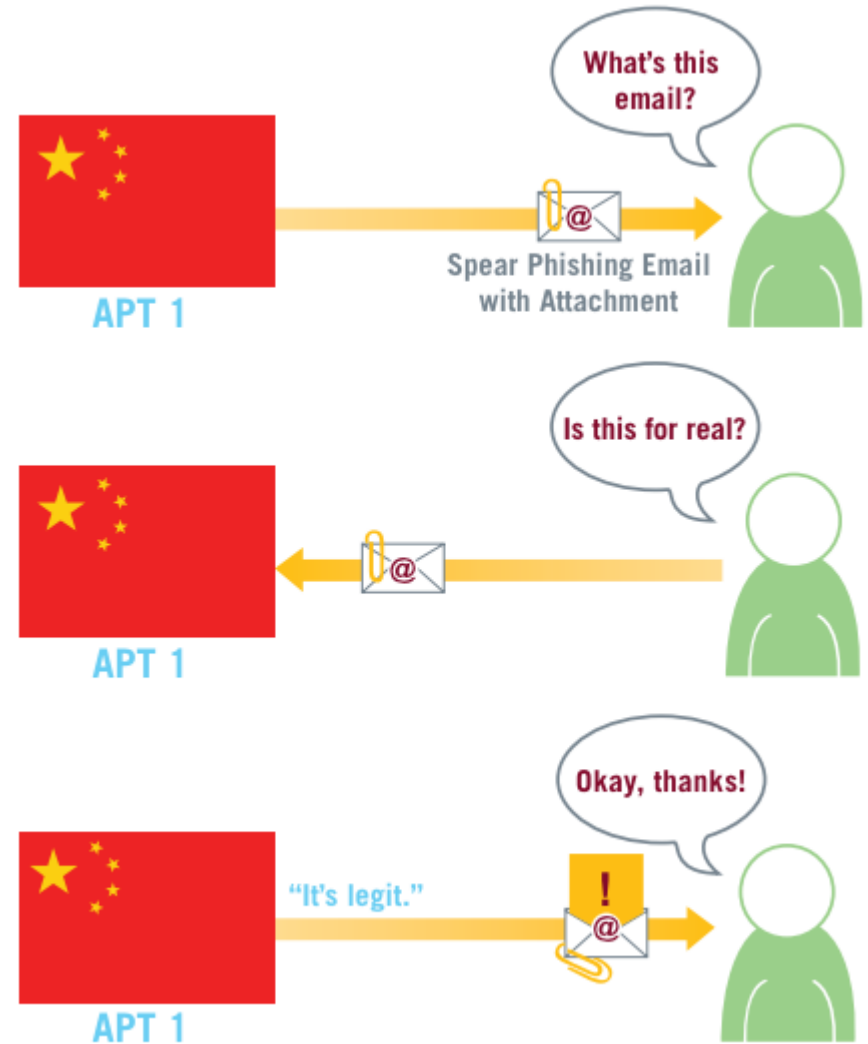 What's this
email?
@
Spear Phishing Email
with Attachment
APT 1
Is this for real?
@
APT 1
Okay, thanks!
“It's legit.”
!
@
APT 1